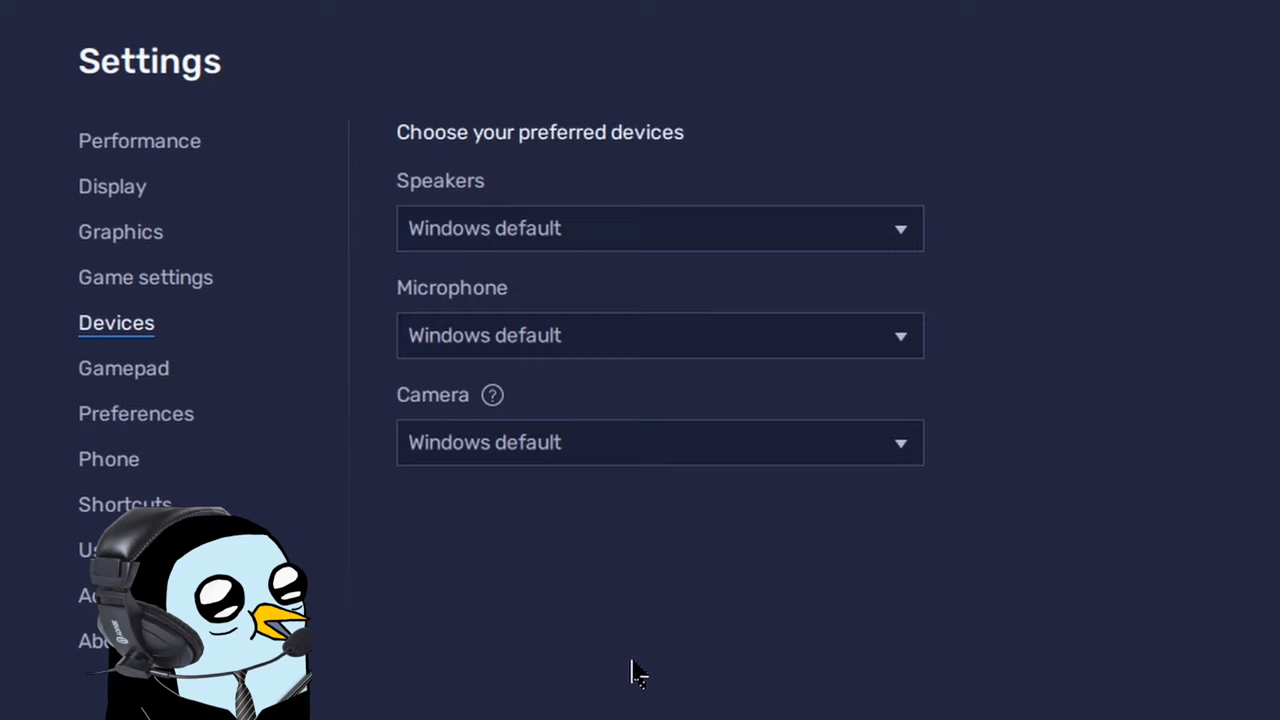 Settings
Performance
Display
Graphics
Game settings
Devices
Gamepad
Preferences
Phone
Shortcuts
Choose your preferred devices
Speakers
Windows default
Microphone
Windows default
Camera ?
Windows default